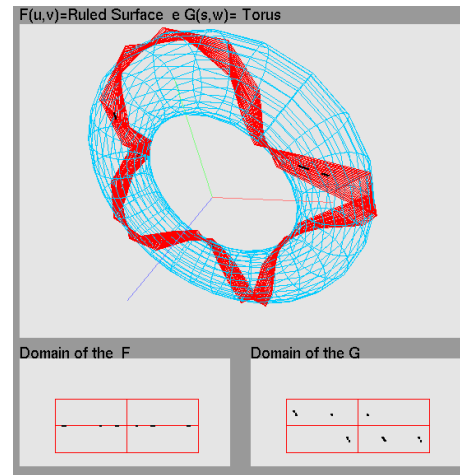 F(u,v)=Ruled Surface e G(s,w)= Torus
Domain of the F
Domain of the G